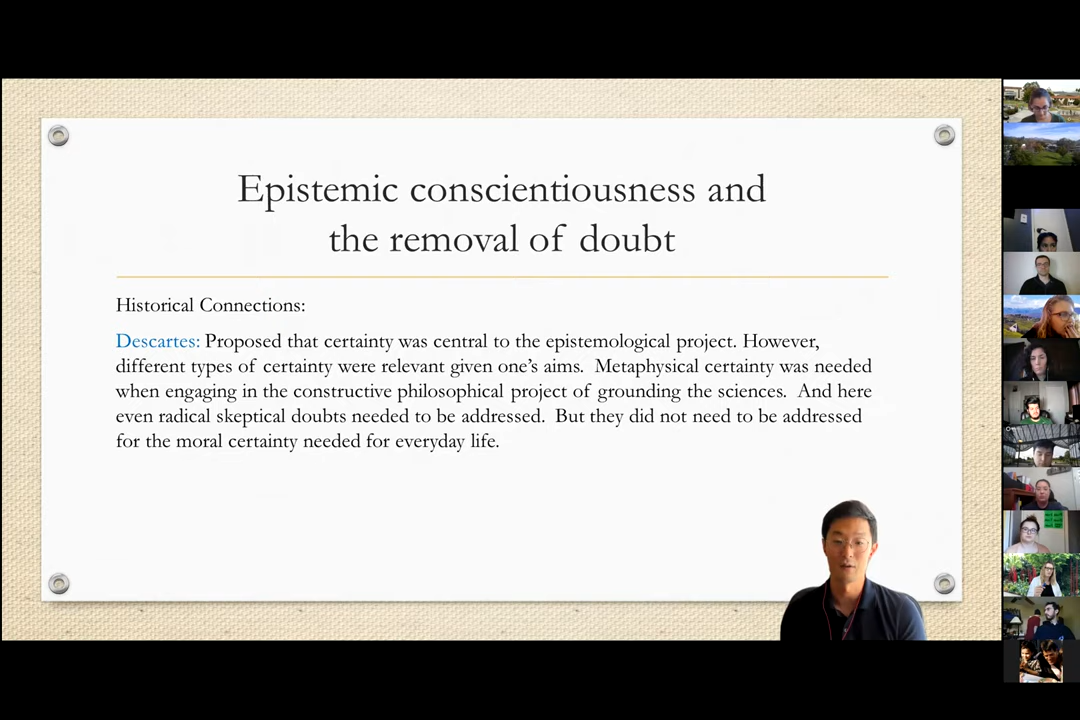 Epistemic conscientiousness and
the removal of doubt
Historical Connections:
Descartes: Proposed that certainty was central to the epistemological project. However,
different types of certainty were relevant given one’s aims. Metaphysical certainty was needed
when engaging in the constructive philosophical project of grounding the sciences. And here
even radical skeptical doubts needed to be addressed. But they did not need to be addressed
for the moral certainty needed for everyday life.